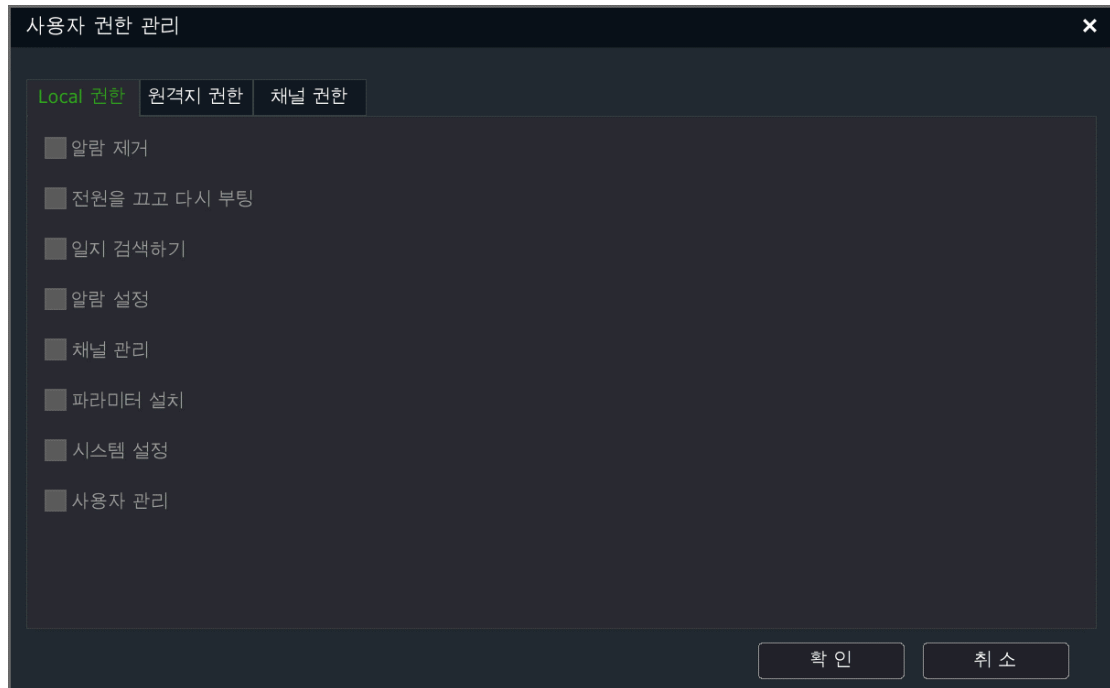 사용자 권한 관리
Local 권한 원격지 권한 채널 권한
알람 제거
전원을 끄고 다시 부팅
일지 검색하기
알람 설정
채널 관리
파라미터 설치
시스템 설정
사용자 관리
확 인 취 소